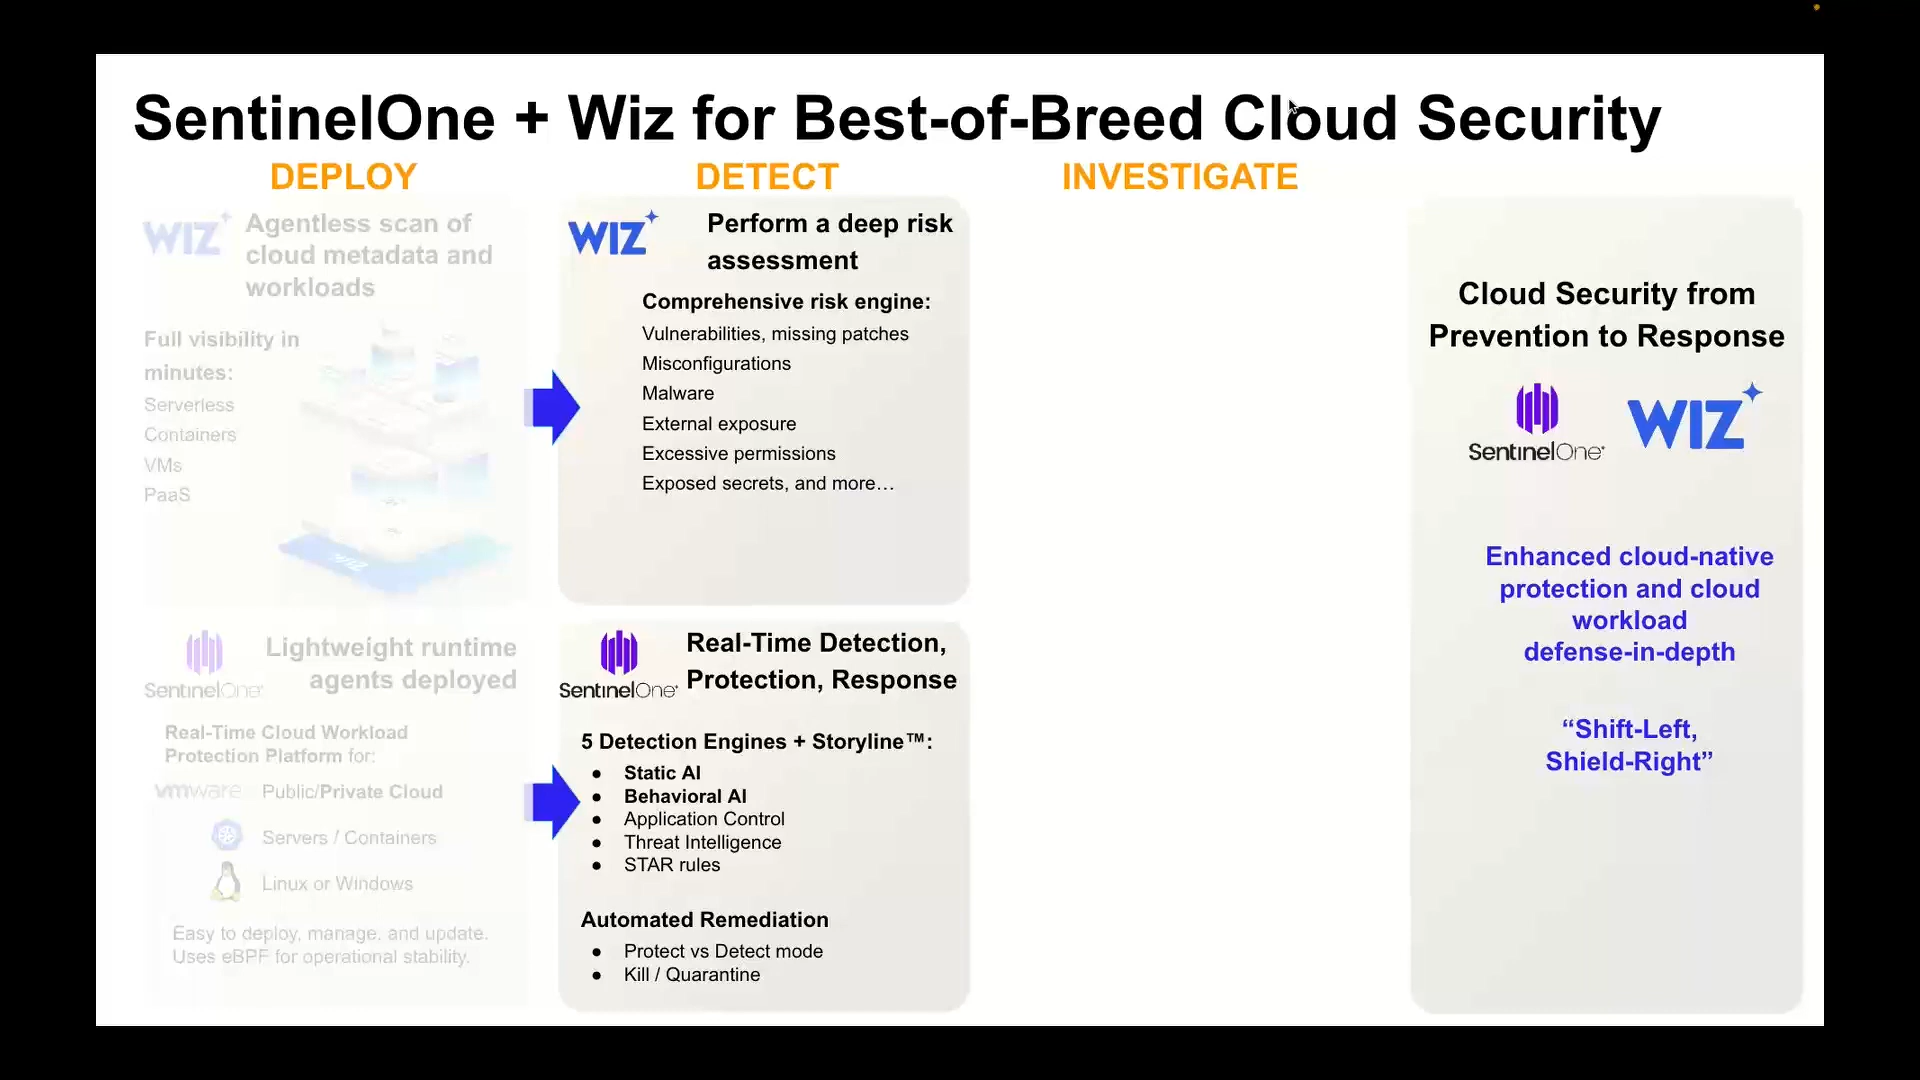 SentinelOne + Wiz for Best-of-Breed Cloud Security
DEPLOY
DETECT
INVESTIGATE
WIZ
Agentless scan of
cloud metadata and
workloads
Full visibility in
minutes:
Serverless
Containers
VMs
PaaS
WIZ
SentinelOne
Lightweight runtime
agents deployed
Real-Time Cloud Workload
Protection Platform for:
vmware Public/Private Cloud
Servers / Containers
Linux or Windows
Easy to deploy, manage, and update.
Uses eBPF for operational stability.
WIZ
Perform a deep risk
assessment
Comprehensive risk engine:
Vulnerabilities, missing patches
Misconfigurations
Malware
External exposure
Excessive permissions
Exposed secrets, and more…
SentinelOne
Real-Time Detection,
Protection, Response
5 Detection Engines + Storyline™:
● Static AI
● Behavioral AI
● Application Control
● Threat Intelligence
● STAR rules
Automated Remediation
● Protect vs Detect mode
● Kill / Quarantine
Cloud Security from
Prevention to Response
SentinelOne
WIZ
Enhanced cloud-native
protection and cloud
workload
defense-in-depth
“Shift-Left,
Shield-Right”